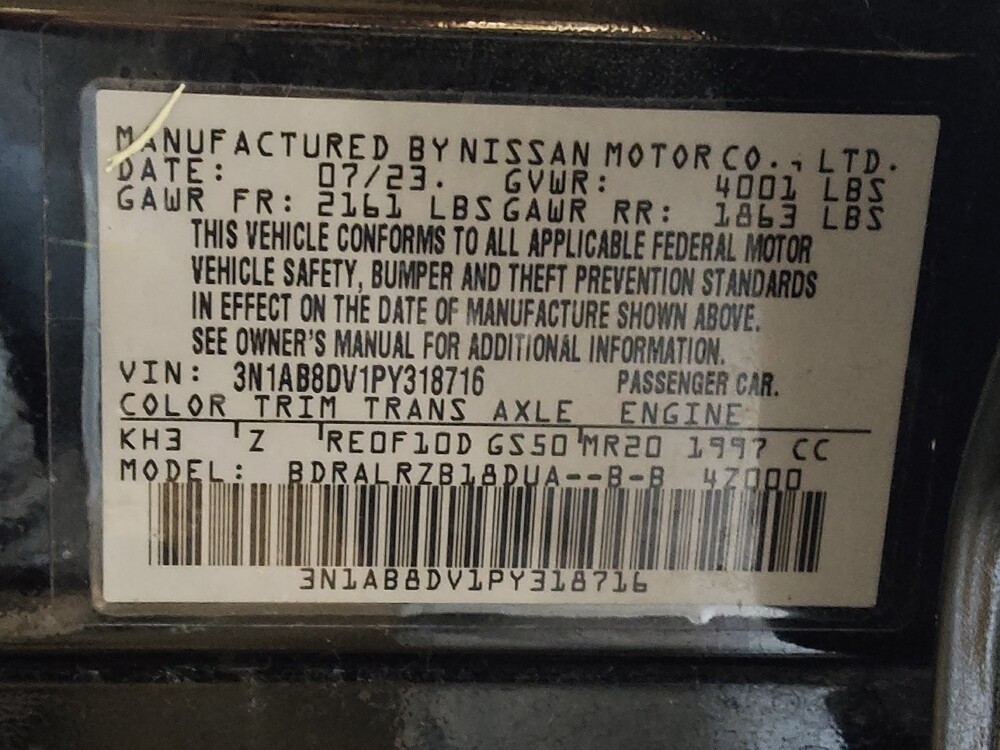 MANUFACTURED BY NISSAN MOTOR CO., LTD.
DATE: 07/23. GVWR: 4001 LBS
GAWR FR: 2161 LBS GAWR RR: 1863 LBS
THIS VEHICLE CONFORMS TO ALL APPLICABLE FEDERAL MOTOR
VEHICLE SAFETY, BUMPER AND THEFT PREVENTION STANDARDS
IN EFFECT ON THE DATE OF MANUFACTURE SHOWN ABOVE.
SEE OWNER'S MANUAL FOR ADDITIONAL INFORMATION.
VIN: 3N1AB8DV1PY318716 PASSENGER CAR.
COLOR TRIM TRANS AXLE ENGINE
KH3 Z RE0F10D GS50 MR20 1997 CC
MODEL: BDRALRZB18DUA--B-B 4Z000
3N1AB8DV1PY318716